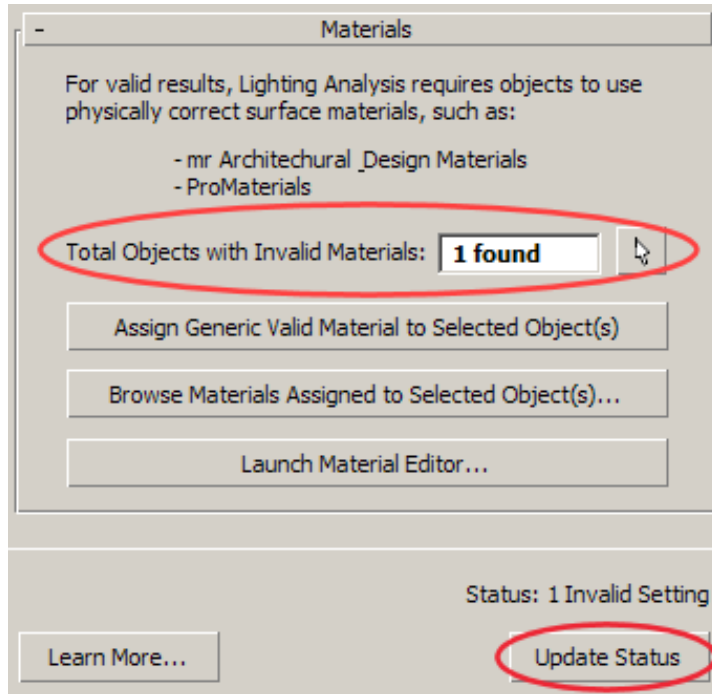 - Materials
For valid results, Lighting Analysis requires objects to use
physically correct surface materials, such as:
- mr Architechural _Design Materials
- ProMaterials
Total Objects with Invalid Materials: 1 found
Assign Generic Valid Material to Selected Object(s)
Browse Materials Assigned to Selected Object(s)...
Launch Material Editor...
Status: 1 Invalid Setting
Learn More... Update Status